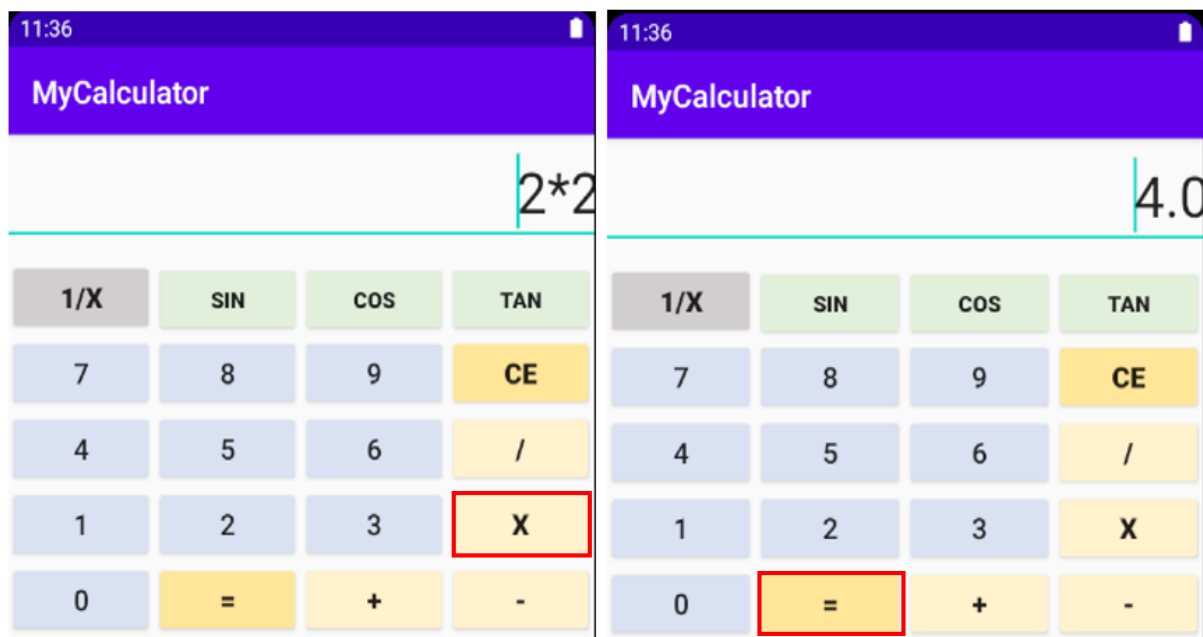 11:36
MyCalculator
2*2
1/X SIN COS TAN
7 8 9 CE
4 5 6 /
1 2 3 X
0 = + -
11:36
MyCalculator
4.0
1/X SIN COS TAN
7 8 9 CE
4 5 6 /
1 2 3 X
0 = + -